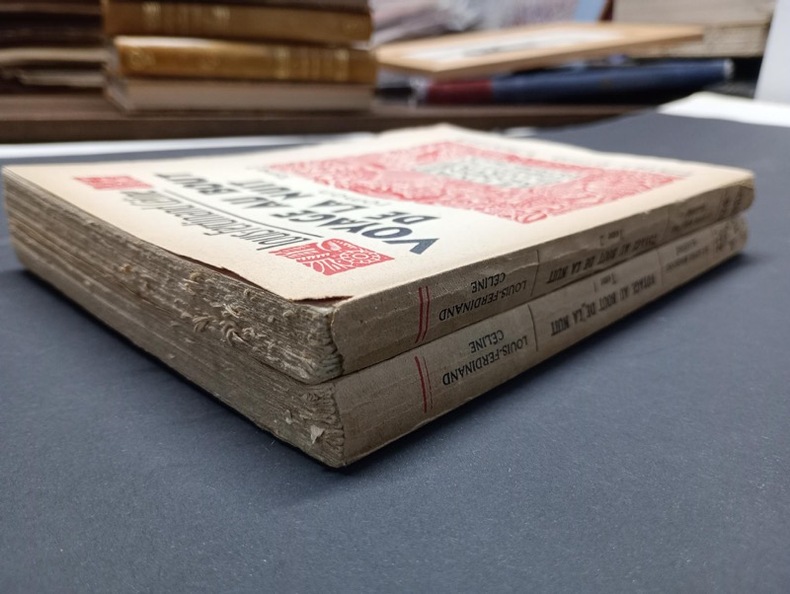 Louis-Ferdinand Céline
VOYAGE AU BOUT
DE LA NUIT
LOUIS-FERDINAND
CÉLINE
VOYAGE AU BOUT DE LA NUIT
LOUIS-FERDINAND
CÉLINE
VOYAGE AU BOUT DE LA NUIT